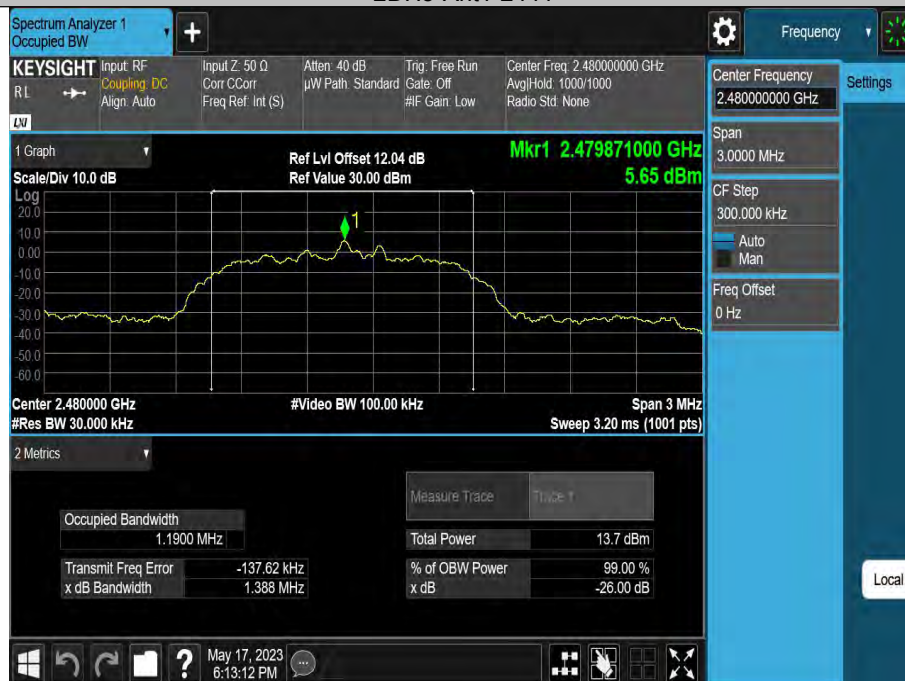 Spectrum Analyzer 1
Occupied BW
Frequency
KEYSIGHT
RL
LXI
Input: RF
Coupling: DC
Align: Auto
Input Z: 50 Ω
Corr CCorr
Freq Ref: Int (S)
Atten: 40 dB
µW Path: Standard
Trig: Free Run
Gate: Off
#IF Gain: Low
Center Freq: 2.480000000 GHz
Avg|Hold: 1000/1000
Radio Std: None
Center Frequency
2.480000000 GHz
Settings
Span
3.0000 MHz
CF Step
300.000 kHz
Auto
Man
Freq Offset
0 Hz
Local
1 Graph
Scale/Div 10.0 dB
Ref Lvl Offset 12.04 dB
Ref Value 30.00 dBm
Mkr1 2.479871000 GHz
5.65 dBm
Log
20.0
10.0
0.00
-10.0
-20.0
-30.0
-40.0
-50.0
-60.0
1
Center 2.480000 GHz
#Res BW 30.000 kHz
#Video BW 100.00 kHz
Span 3 MHz
Sweep 3.20 ms (1001 pts)
2 Metrics
Measure Trace
Trace 1
Occupied Bandwidth
1.1900 MHz
Total Power 13.7 dBm
Transmit Freq Error -137.62 kHz
% of OBW Power 99.00 %
x dB Bandwidth 1.388 MHz
x dB -26.00 dB
May 17, 2023
6:13:12 PM